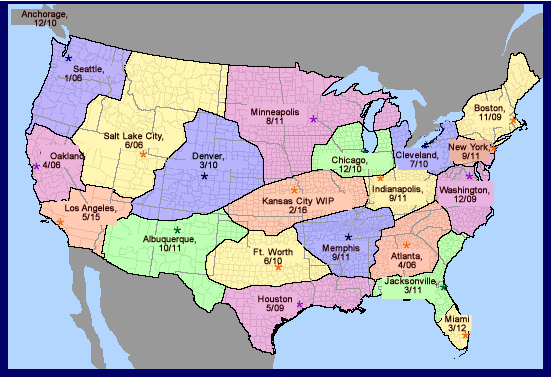 Anchorage,
12/10
Seattle,
1/06
Minneapolis
8/11
Boston,
11/09
Salt Lake City,
6/06
Oakland
4/06
Denver,
3/10
Chicago,
12/10
Cleveland,
7/10
New York,
9/11
Indianapolis,
9/11
Washington,
12/09
Kansas City WIP
2/16
Los Angeles,
5/15
Albuquerque,
10/11
Ft. Worth
6/10
Memphis
9/11
Atlanta,
4/06
Jacksonville,
3/11
Houston
5/09
Miami
3/12